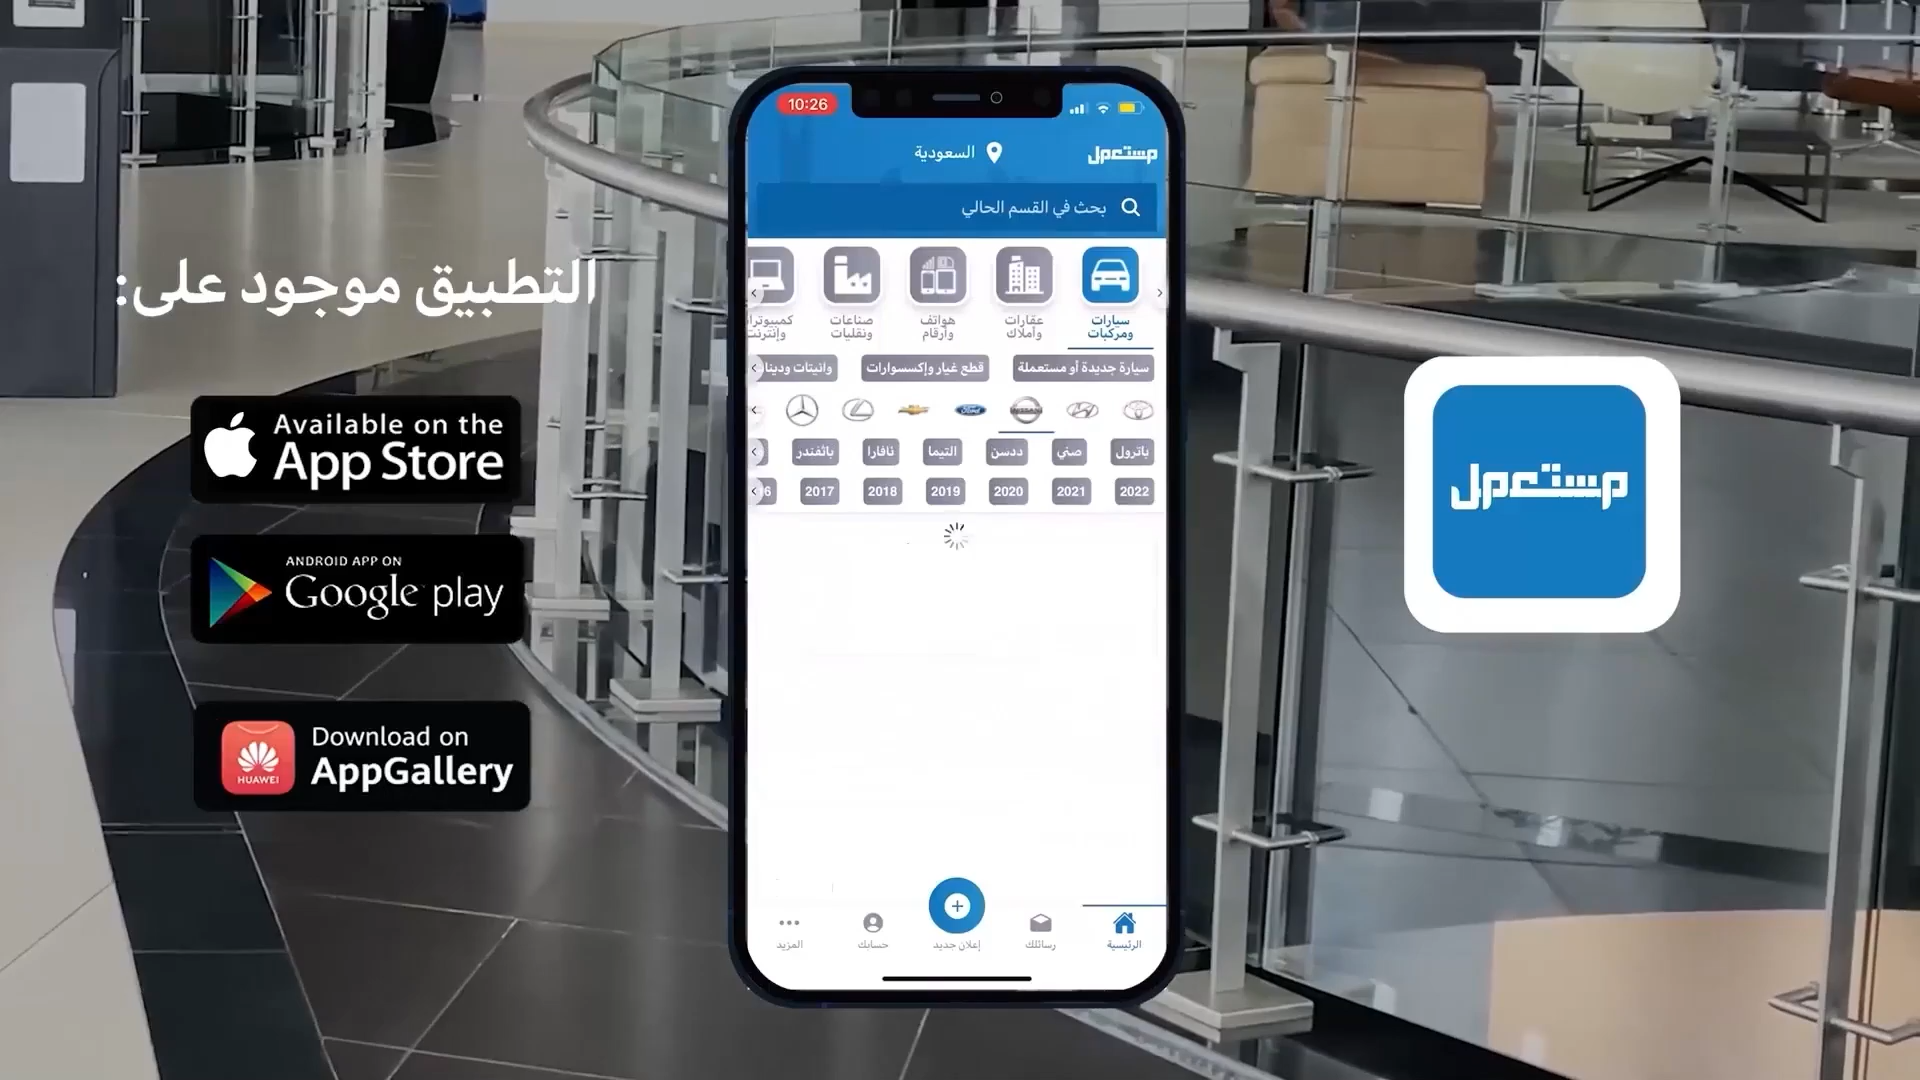 التطبيق موجود على:
Available on the
App Store
ANDROID APP ON
Google play
HUAWEI
Download on
AppGallery
10:26
مستعمل
السعودية
بحث في القسم الحالي
سيارات ومركبات
عقارات وأملاك
هواتف وأرقام
صناعات ونقليات
سيارة جديدة أو مستعملة
قطع غيار وإكسسوارات
وانيتات ودينا
NISSAN
Ford
باترول
صني
ددسن
التيما
نافارا
باثفندر
2022
2021
2020
2019
2018
2017
16
الرئيسية
رسائلك
إعلان جديد
حسابك
المزيد
مستعمل